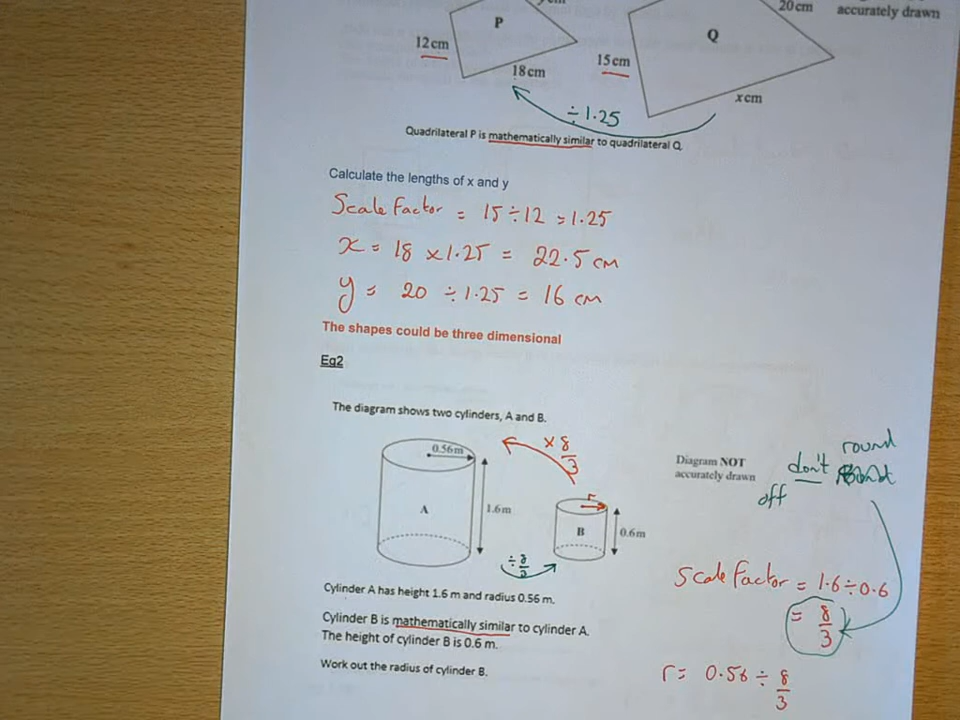 P
20cm
accurately drawn
Q
12cm
15cm
18cm
x cm
÷ 1.25
Quadrilateral P is mathematically similar to quadrilateral Q.
Calculate the lengths of x and y
Scale Factor = 15 ÷ 12 = 1.25
x = 18 × 1.25 = 22.5 cm
y = 20 ÷ 1.25 = 16 cm
The shapes could be three dimensional
Eg2
The diagram shows two cylinders, A and B.
× 8/3
0.56m
Diagram NOT
accurately drawn
round
don't
off
r
A
1.6m
B
0.6m
÷ 8/3
Cylinder A has height 1.6 m and radius 0.56 m.
Scale Factor = 1.6 ÷ 0.6
= 8/3
Cylinder B is mathematically similar to cylinder A.
The height of cylinder B is 0.6 m.
Work out the radius of cylinder B.
r = 0.56 ÷ 8/3